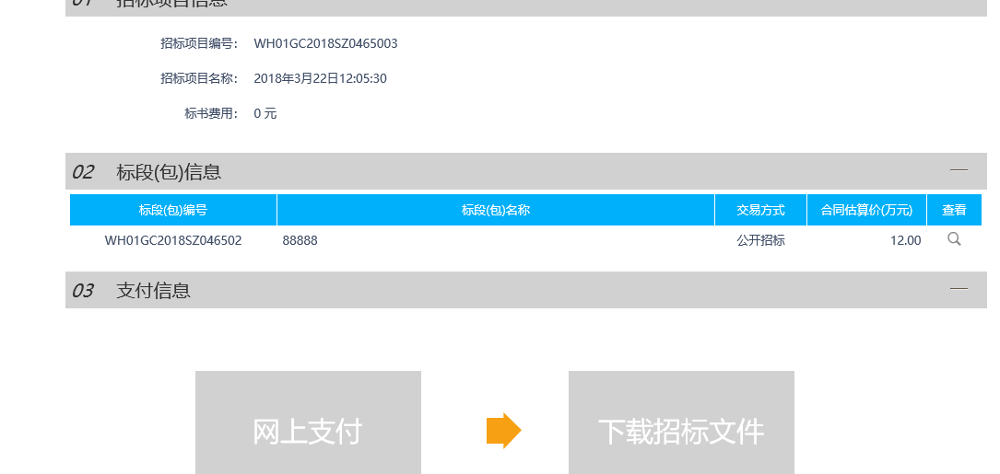 01 招标项目信息
招标项目编号： WH01GC2018SZ0465003
招标项目名称： 2018年3月22日12:05:30
标书费用： 0 元
02 标段(包)信息
标段(包)编号 标段(包)名称 交易方式 合同估算价(万元) 查看
WH01GC2018SZ046502 88888 公开招标 12.00
03 支付信息
网上支付 下载招标文件